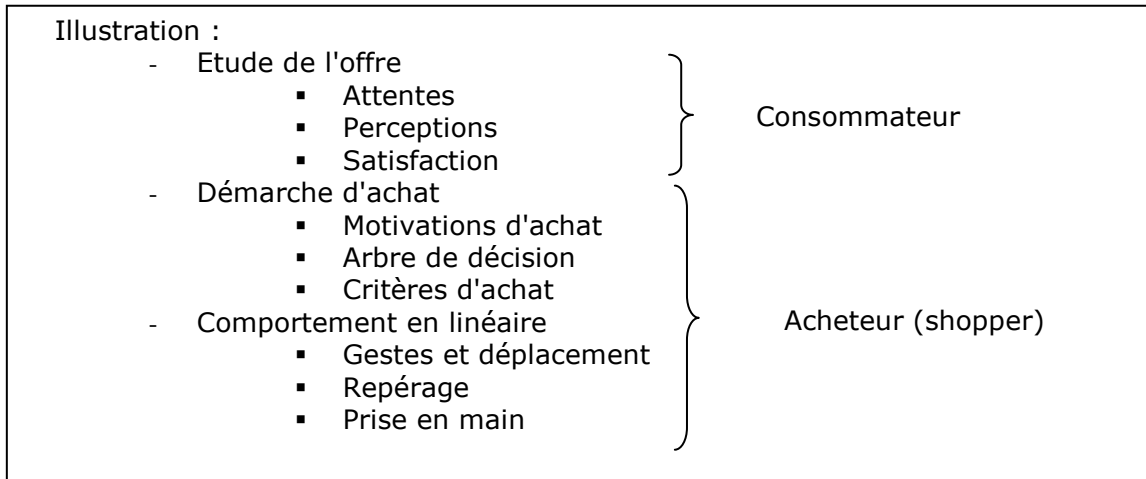 Illustration :
- Etude de l'offre
▪ Attentes
▪ Perceptions
▪ Satisfaction
Consommateur
- Démarche d'achat
▪ Motivations d'achat
▪ Arbre de décision
▪ Critères d'achat
- Comportement en linéaire
▪ Gestes et déplacement
▪ Repérage
▪ Prise en main
Acheteur (shopper)